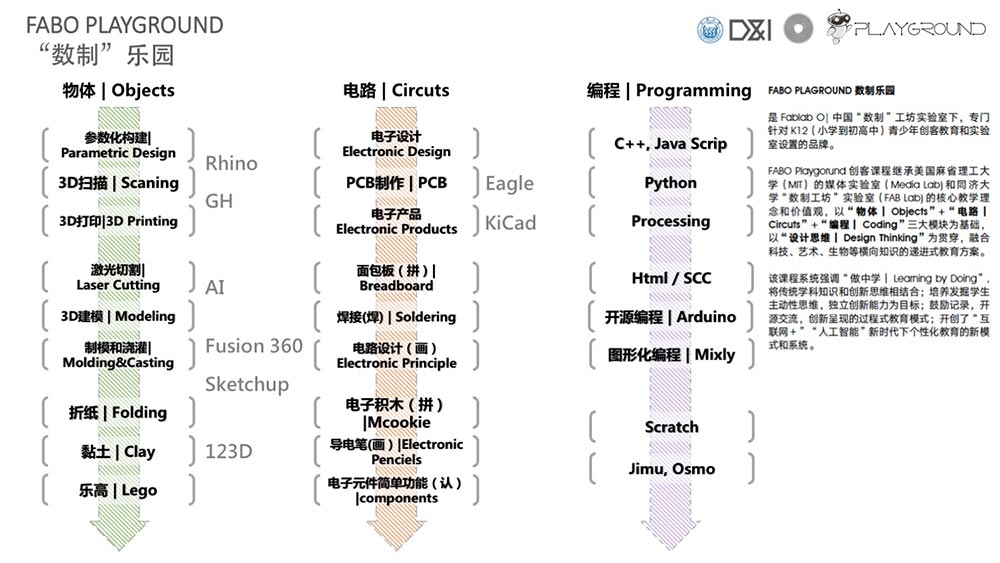 FABO PLAYGROUND
“数制”乐园
D&I
PLAYGROUND
物体 | Objects
参数化构建|
Parametric Design
3D扫描 | Scaning
3D打印|3D Printing
激光切割|
Laser Cutting
3D建模 | Modeling
制模和浇灌|
Molding&Casting
折纸 | Folding
黏土 | Clay
乐高 | Lego
Rhino
GH
AI
Fusion 360
Sketchup
123D
电路 | Circuts
电子设计
Electronic Design
PCB制作 | PCB
电子产品
Electronic Products
面包板（拼）|
Breadboard
焊接(焊) | Soldering
电路设计（画）
Electronic Principle
电子积木（拼）
|Mcookie
导电笔(画) |Electronic
Penciels
电子元件简单功能（认）
|components
Eagle
KiCad
编程 | Programming
C++, Java Scrip
Python
Processing
Html / SCC
开源编程 | Arduino
图形化编程 | Mixly
Scratch
Jimu, Osmo
FABO PLAGROUND 数制乐园
是 Fablab O| 中国“数制”工坊实验室下，专门
针对 K12（小学到初高中）青少年创客教育和实验
室设置的品牌。
FABO Playgorund 创客课程继承美国麻省理工大
学（MIT）的媒体实验室（Media Lab)和同济大
学“数制工坊”实验室（FAB Lab)的核心教学理
念和价值观，以“物体 | Objects”+“电路 |
Circuts”+“编程 | Coding”三大模块为基础，
以“设计思维 | Design Thinking”为贯穿，融合
科技、艺术、生物等横向知识的递进式教育方案。
该课程系统强调“做中学 | Learning by Doing”，
将传统学科知识和创新思维相结合；培养发掘学生
主动性思维，独立创新能力为目标；鼓励记录，开
源交流，创新呈现的过程式教育模式；开创了“互
联网＋”“人工智能”新时代下个性化教育的新模
式和系统。